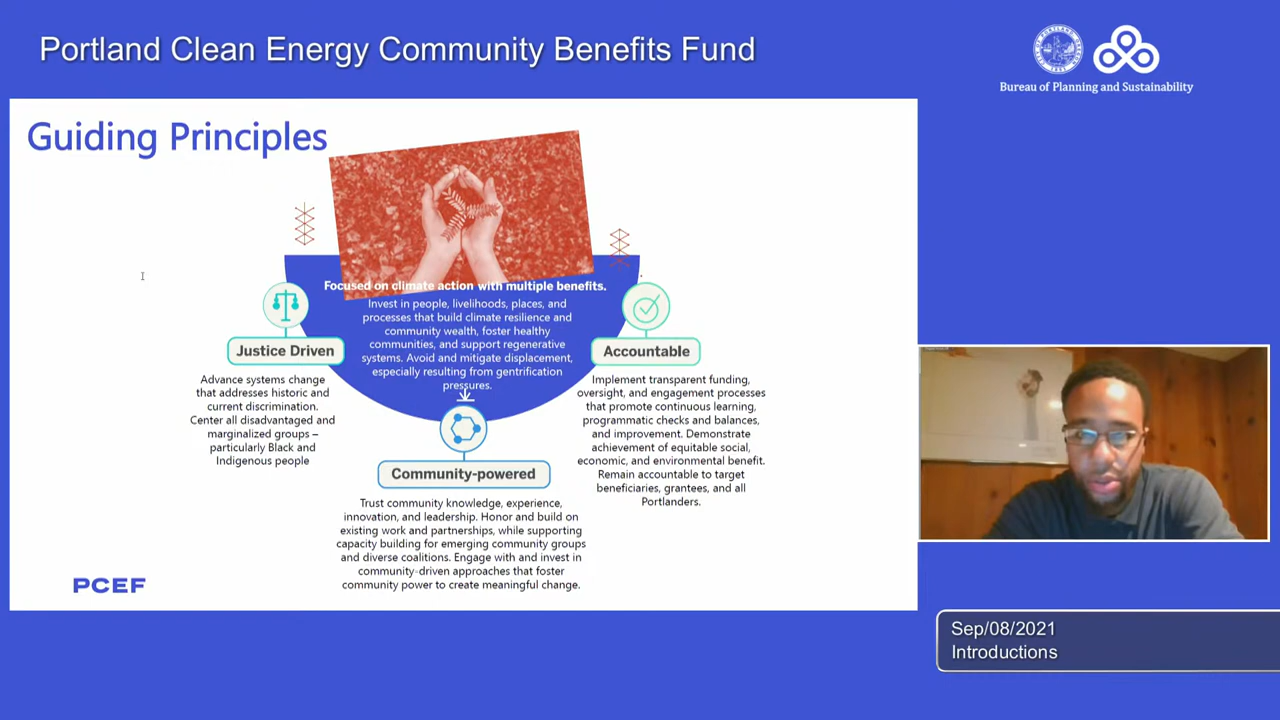 Portland Clean Energy Community Benefits Fund
Bureau of Planning and Sustainability
Guiding Principles
Focused on climate action with multiple benefits.
Invest in people, livelihoods, places, and
processes that build climate resilience and
community wealth, foster healthy
communities, and support regenerative
systems. Avoid and mitigate displacement,
especially resulting from gentrification
pressures.
Justice Driven
Advance systems change
that addresses historic and
current discrimination.
Center all disadvantaged and
marginalized groups –
particularly Black and
Indigenous people
Community-powered
Trust community knowledge, experience,
innovation, and leadership. Honor and build on
existing work and partnerships, while supporting
capacity building for emerging community groups
and diverse coalitions. Engage with and invest in
community-driven approaches that foster
community power to create meaningful change.
Accountable
Implement transparent funding,
oversight, and engagement processes
that promote continuous learning,
programmatic checks and balances,
and improvement. Demonstrate
achievement of equitable social,
economic, and environmental benefit.
Remain accountable to target
beneficiaries, grantees, and all
Portlanders.
PCEF
Sep/08/2021
Introductions